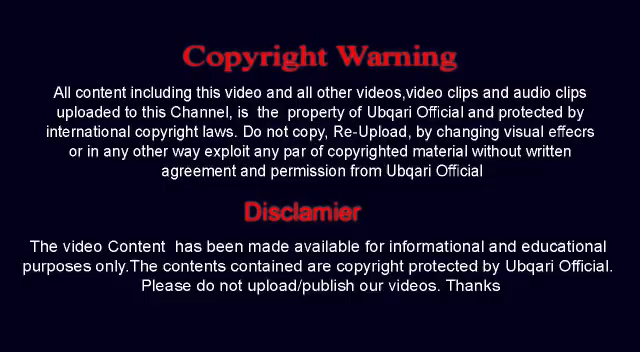 Copyright Warning
All content including this video and all other videos,video clips and audio clips
uploaded to this Channel, is the property of Ubqari Official and protected by
international copyright laws. Do not copy, Re-Upload, by changing visual effecrs
or in any other way exploit any par of copyrighted material without written
agreement and permission from Ubqari Official
Disclamier
The video Content has been made available for informational and educational
purposes only.The contents contained are copyright protected by Ubqari Official.
Please do not upload/publish our videos. Thanks